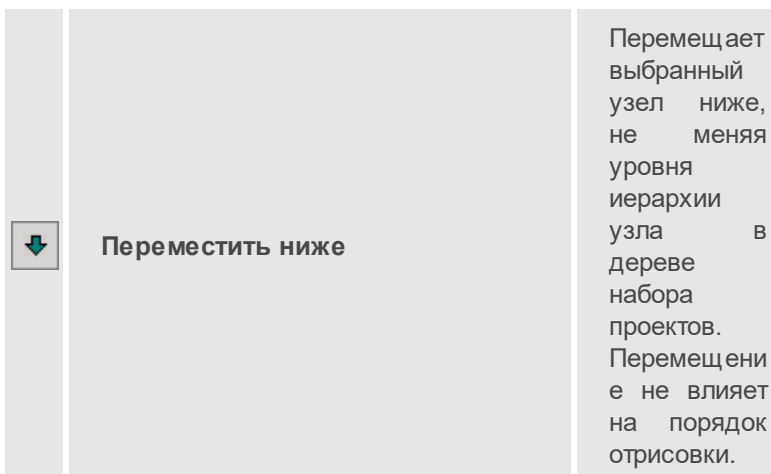 Перемещает
выбранный
узел ниже,
не меняя
уровня
иерархии
узла в
Переместить ниже
дереве
набора
проектов.
Перемещени
е не влияет
на порядок
отрисовки.